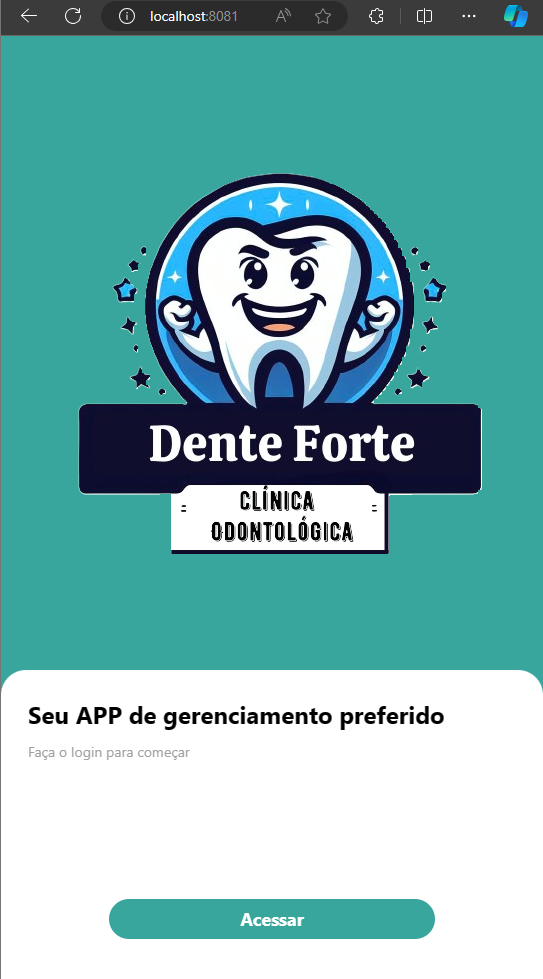 localhost:8081
Dente Forte
CLÍNICA
ODONTOLÓGICA
Seu APP de gerenciamento preferido
Faça o login para começar
Acessar